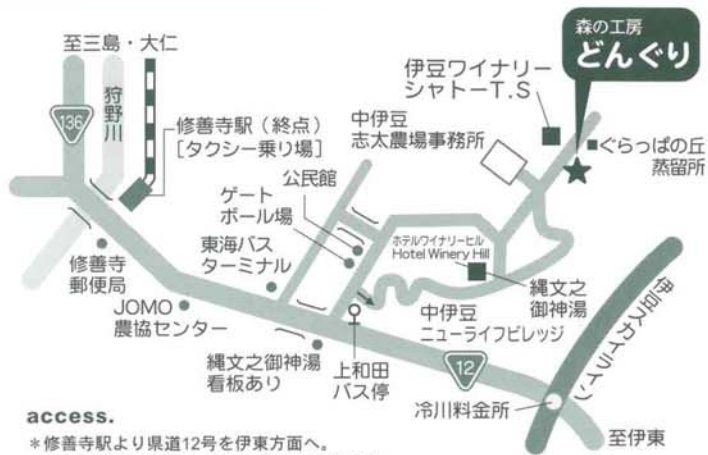 森の工房
どんぐり
至三島・大仁
136
狩野川
修善寺駅（終点）
［タクシー乗り場］
伊豆ワイナリー
シャトーT.S
中伊豆
志太農場事務所
ぐらっぱの丘
蒸留所
公民館
ゲート
ボール場
東海バス
ターミナル
ホテルワイナリーヒル
Hotel Winery Hill
縄文之
御神湯
修善寺
郵便局
JOMO
農協センター
中伊豆
ニューライフビレッジ
伊豆スカイライン
縄文之御神湯
看板あり
上和田
バス停
12
冷川料金所
至伊東
access.
*修善寺駅より県道12号を伊東方面へ。